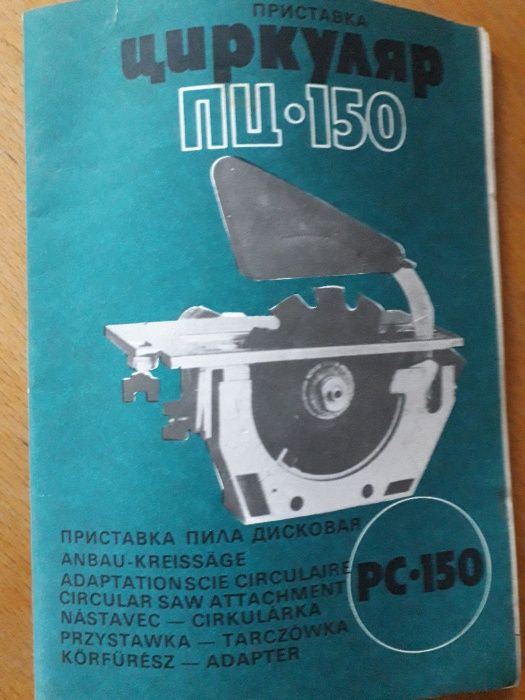 ПРИСТАВКА
циркуляр
ПЦ•150
ПРИСТАВКА ПИЛА ДИСКОВАЯ
ANBAU-KREISSÄGE
ADAPTATIONSCIE CIRCULAIRE
CIRCULAR SAW ATTACHMENT
NÁSTAVEC — CIRKULÁRKA
PRZYSTAWKA — TARCZÓWKA
KÖRFŰRÉSZ — ADAPTER
PC•150